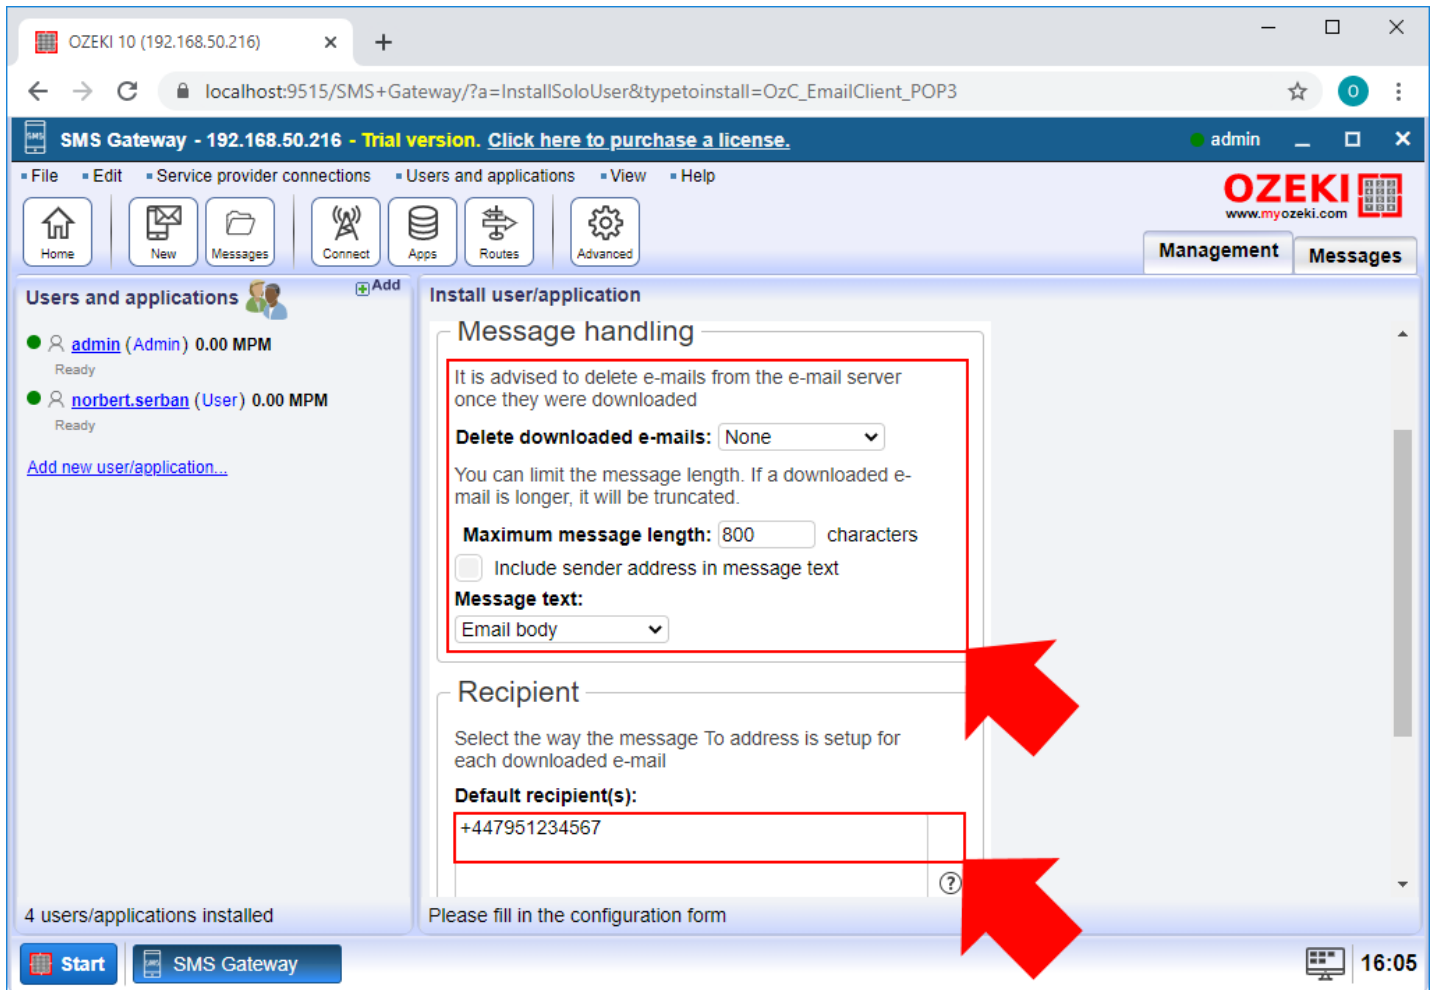 OZEKI 10 (192.168.50.216)
localhost:9515/SMS+Gateway/?a=InstallSoloUser&typetoinstall=OzC_EmailClient_POP3
O
SMS
SMS Gateway - 192.168.50.216 - Trial version. Click here to purchase a license.
admin
File Edit Service provider connections Users and applications View Help
OZEKI
www.myozeki.com
Home New Messages Connect Apps Routes Advanced
Management Messages
Users and applications
Add
Install user/application
admin (Admin) 0.00 MPM
Ready
norbert.serban (User) 0.00 MPM
Ready
Add new user/application...
Message handling
It is advised to delete e-mails from the e-mail server
once they were downloaded
Delete downloaded e-mails: None
You can limit the message length. If a downloaded e-
mail is longer, it will be truncated.
Maximum message length: 800 characters
Include sender address in message text
Message text:
Email body
Recipient
Select the way the message To address is setup for
each downloaded e-mail
Default recipient(s):
+447951234567
?
4 users/applications installed
Please fill in the configuration form
Start
SMS Gateway
16:05